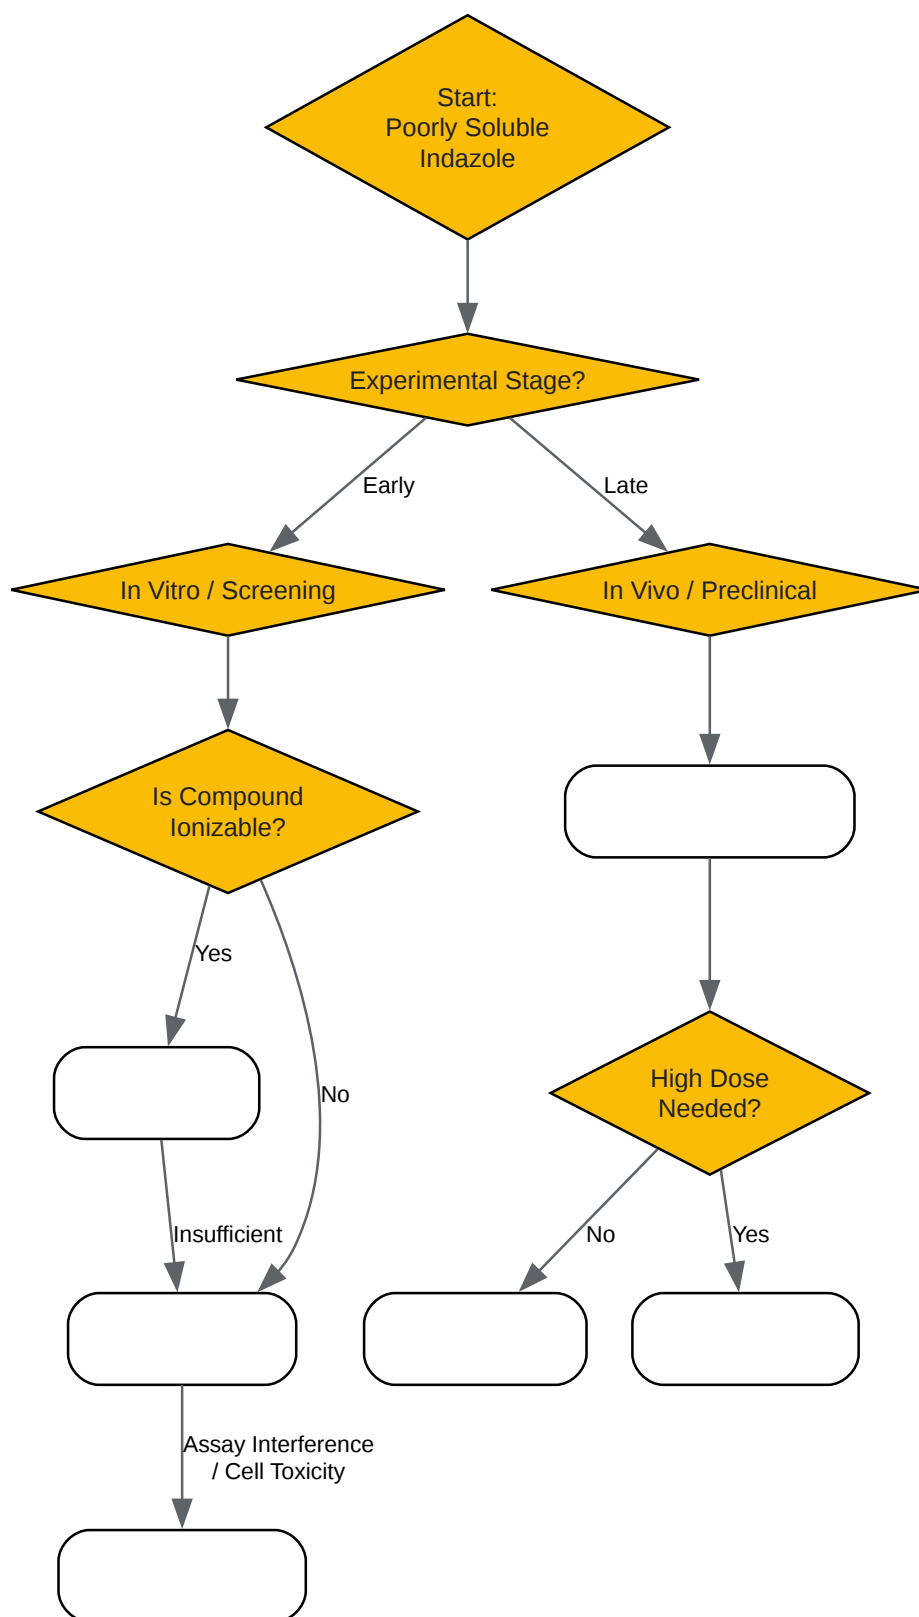 Start:
Poorly Soluble
Indazole
Experimental Stage?
Early
Late
In Vitro / Screening
In Vivo / Preclinical
Is Compound
Ionizable?
Yes
No
High Dose
Needed?
Insufficient
No
Yes
Assay Interference
/ Cell Toxicity